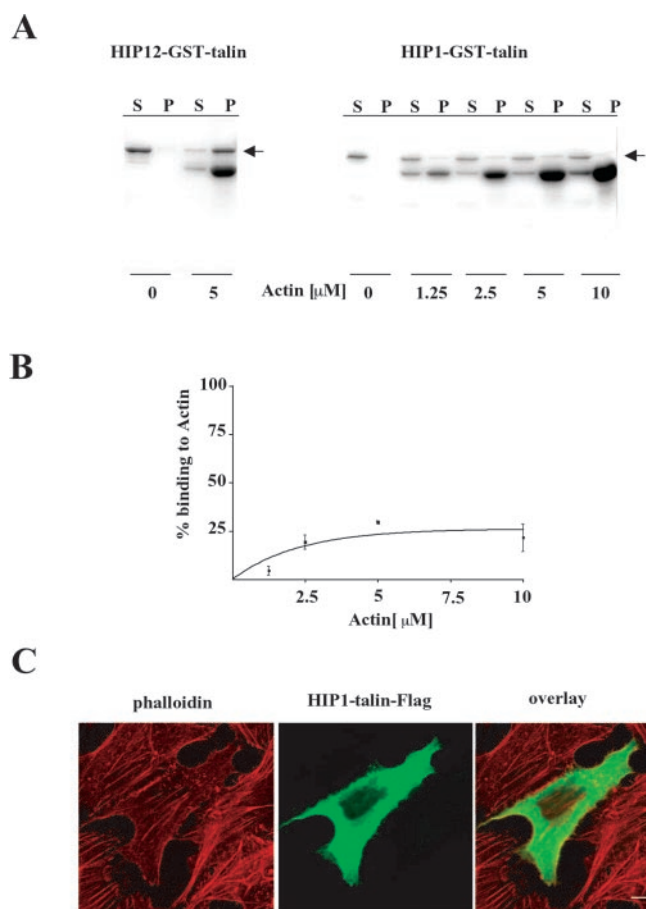 A
HIP12-GST-talin HIP1-GST-talin
S P S P S P S P S P S P S P
0 5 Actin [μM] 0 1.25 2.5 5 10
B
100
75
50
25
% binding to Actin
2.5 5 7.5 10
Actin[ μM]
C
phalloidin HIP1-talin-Flag overlay